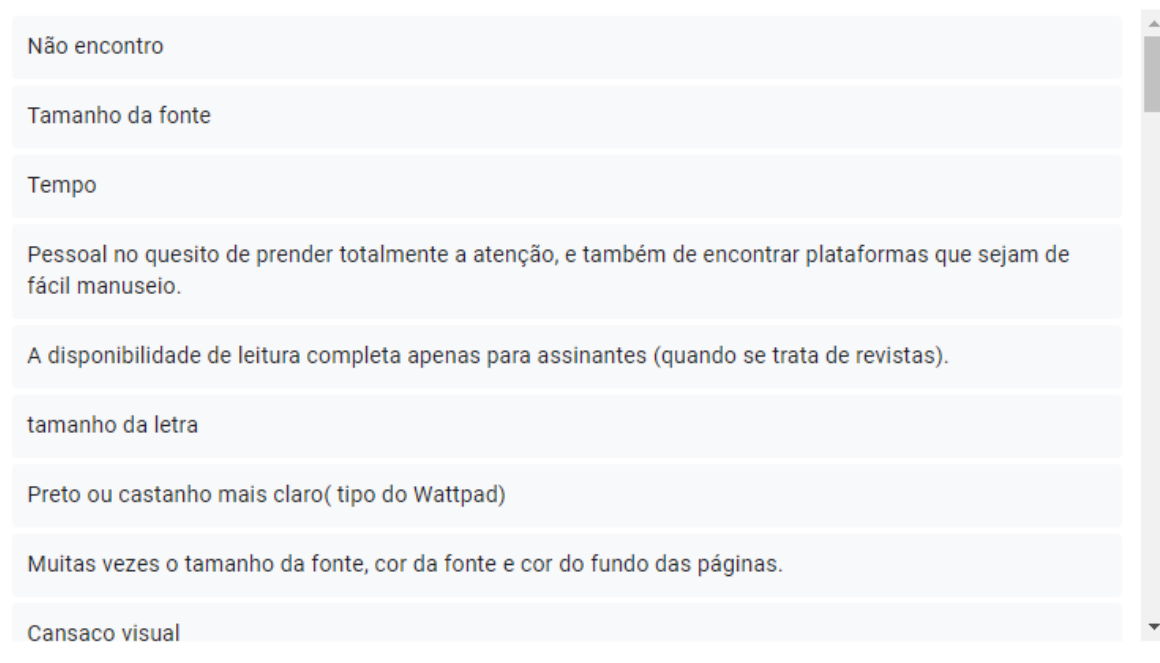 Não encontro
Tamanho da fonte
Tempo
Pessoal no quesito de prender totalmente a atenção, e também de encontrar plataformas que sejam de
fácil manuseio.
A disponibilidade de leitura completa apenas para assinantes (quando se trata de revistas).
tamanho da letra
Preto ou castanho mais claro( tipo do Wattpad)
Muitas vezes o tamanho da fonte, cor da fonte e cor do fundo das páginas.
Cansaco visual